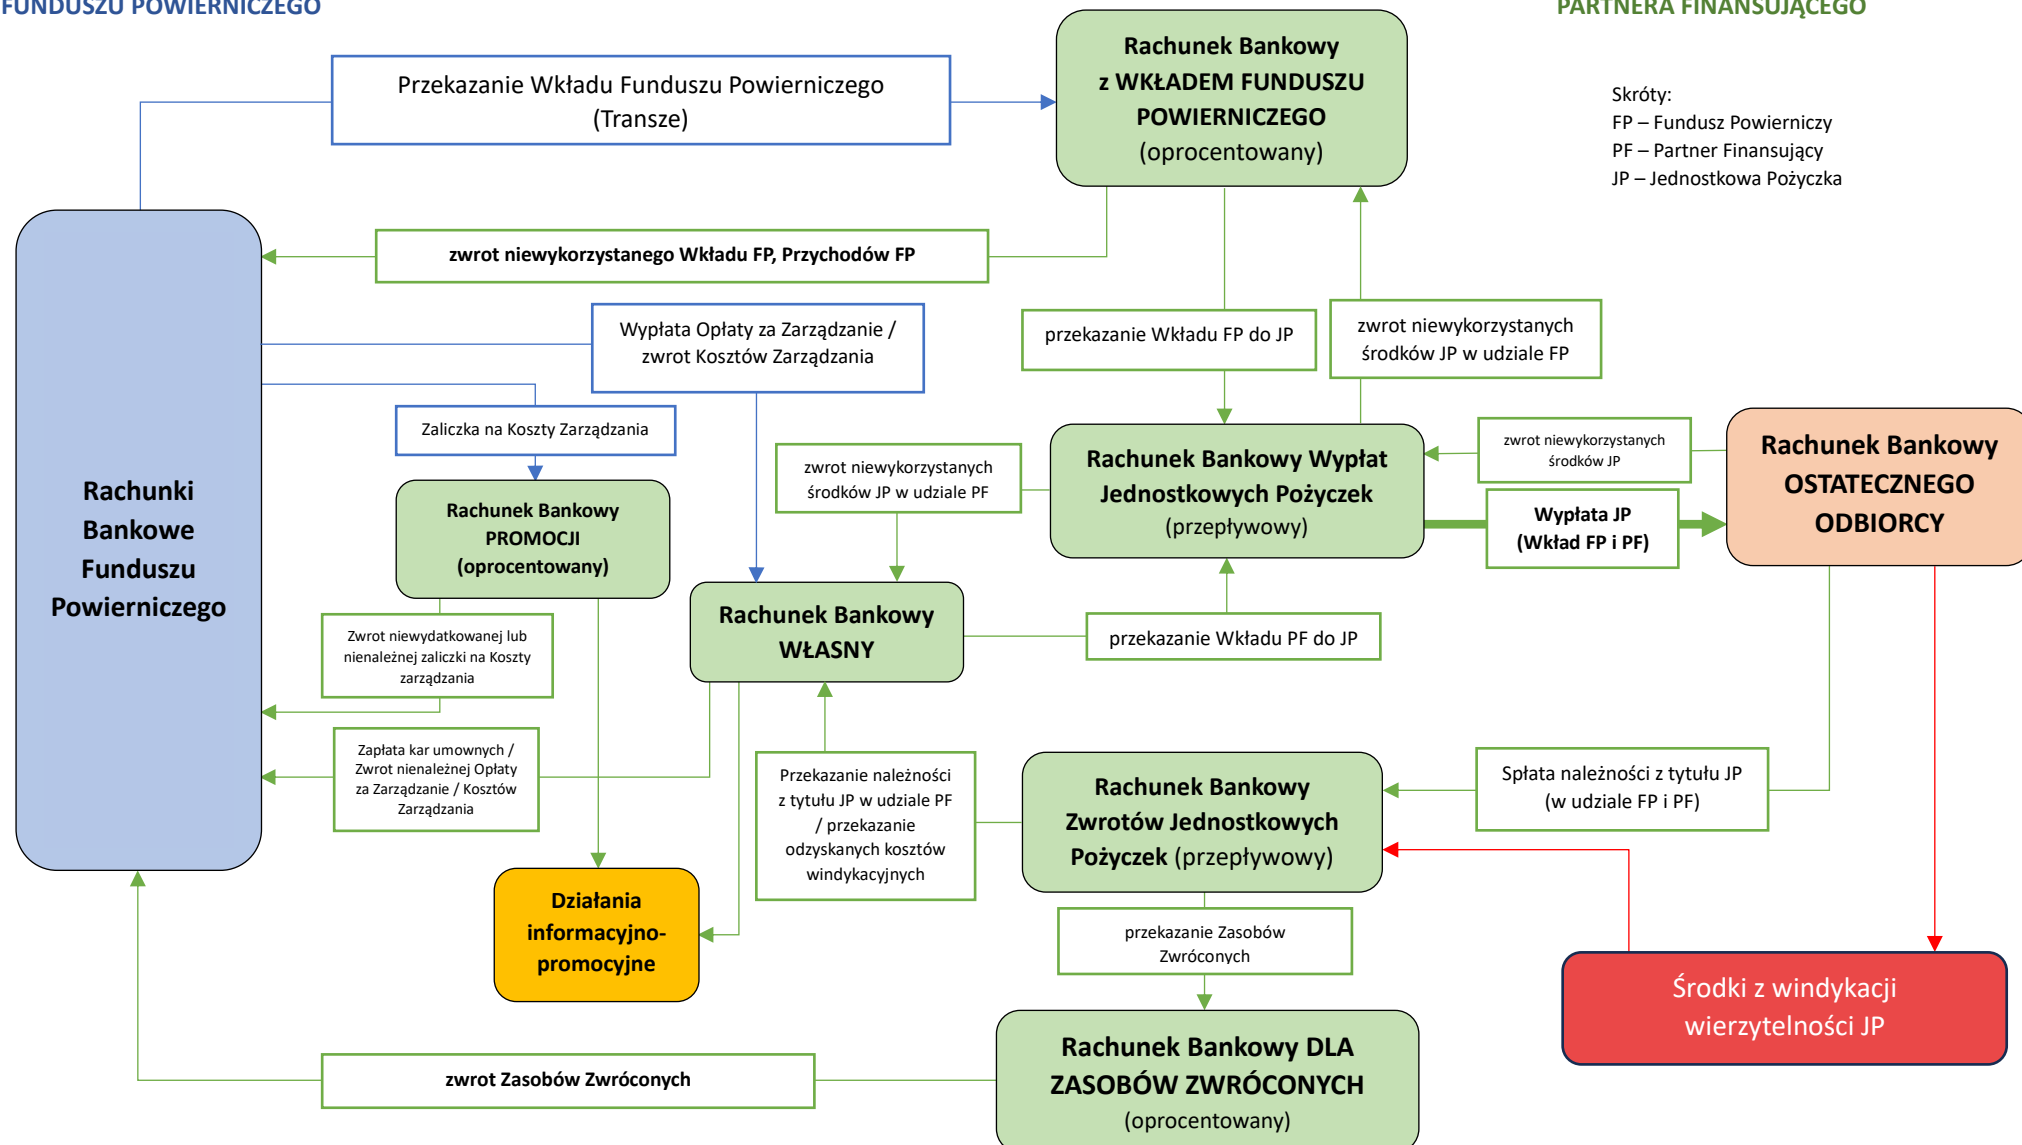 FUNDUSZU POWIERNICZEGO
PARTNERA FINANSUJĄCEGO
Przekazanie Wkładu Funduszu Powierniczego
(Transze)
Rachunek Bankowy
z WKŁADEM FUNDUSZU
POWIERNICZEGO
(oprocentowany)
Skróty:
FP – Fundusz Powierniczy
PF – Partner Finansujący
JP – Jednostkowa Pożyczka
zwrot niewykorzystanego Wkładu FP, Przychodów FP
Wypłata Opłaty za Zarządzanie /
zwrot Kosztów Zarządzania
przekazanie Wkładu FP do JP
zwrot niewykorzystanych
środków JP w udziale FP
Zaliczka na Koszty Zarządzania
zwrot niewykorzystanych
środków JP w udziale PF
Rachunek Bankowy Wypłat
Jednostkowych Pożyczek
(przepływowy)
zwrot niewykorzystanych
środków JP
Wypłata JP
(Wkład FP i PF)
Rachunek Bankowy
OSTATECZNEGO
ODBIORCY
Rachunki
Bankowe
Funduszu
Powierniczego
Rachunek Bankowy
PROMOCJI
(oprocentowany)
Rachunek Bankowy
WŁASNY
przekazanie Wkładu PF do JP
Zwrot niewydatkowanej lub
nienależnej zaliczki na Koszty
zarządzania
Zapłata kar umownych /
Zwrot nienależnej Opłaty
za Zarządzanie / Kosztów
Zarządzania
Przekazanie należności
z tytułu JP w udziale PF
/ przekazanie
odzyskanych kosztów
windykacyjnych
Rachunek Bankowy
Zwrotów Jednostkowych
Pożyczek (przepływowy)
Spłata należności z tytułu JP
(w udziale FP i PF)
Działania
informacyjno-
promocyjne
przekazanie Zasobów
Zwróconych
Środki z windykacji
wierzytelności JP
zwrot Zasobów Zwróconych
Rachunek Bankowy DLA
ZASOBÓW ZWRÓCONYCH
(oprocentowany)